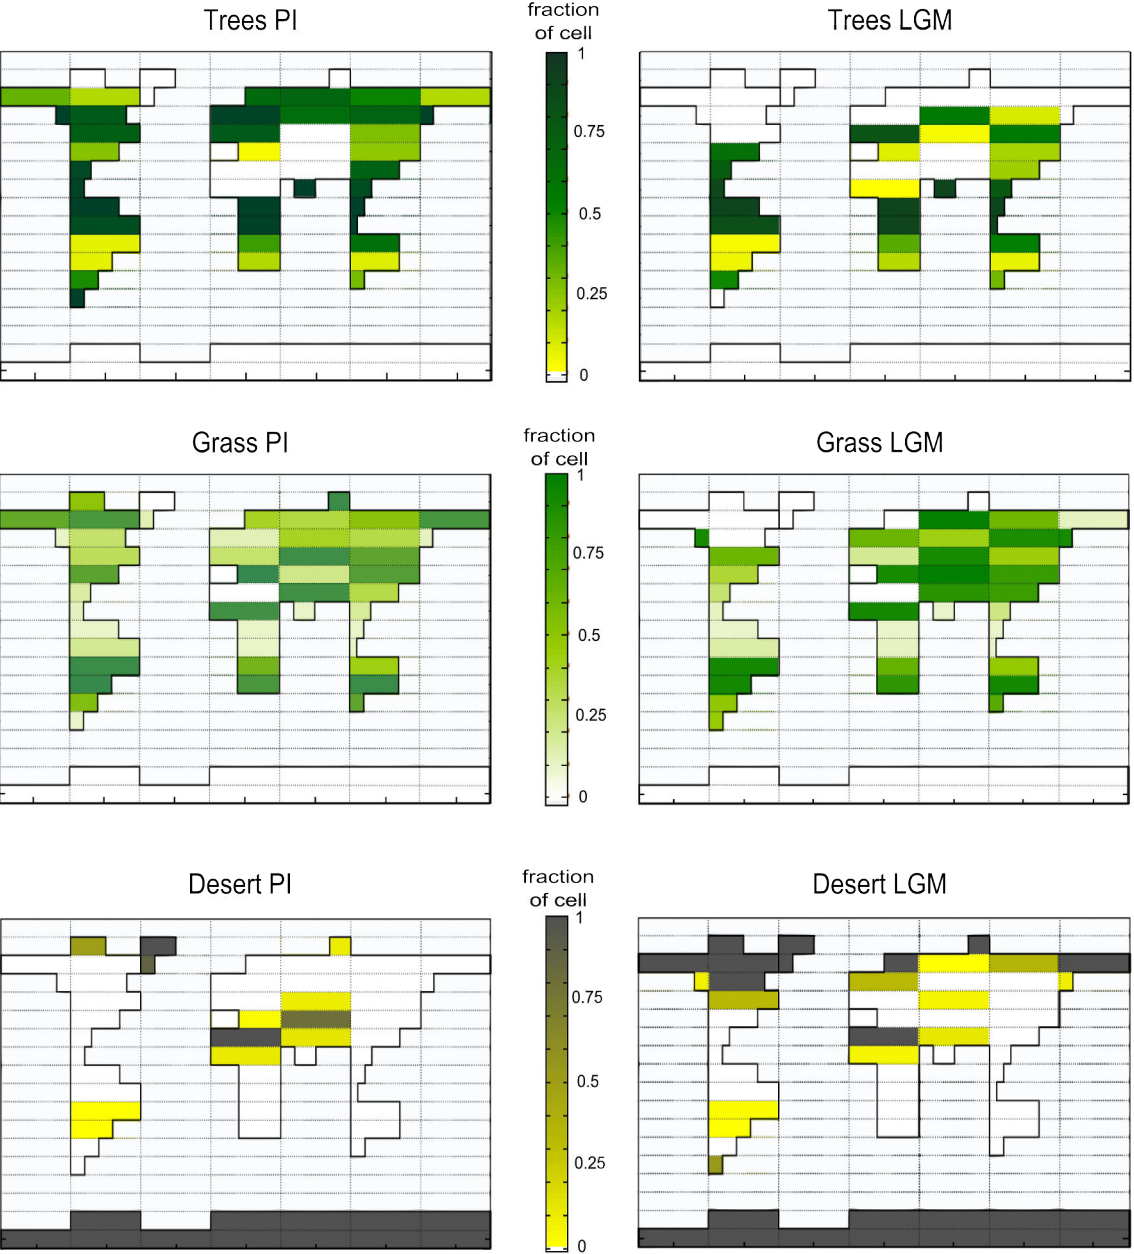 Trees PI
fraction
of cell
Trees LGM
1
0.75
0.5
0.25
0
Grass PI
fraction
of cell
Grass LGM
1
0.75
0.5
0.25
0
Desert PI
fraction
of cell
Desert LGM
1
0.75
0.5
0.25
0